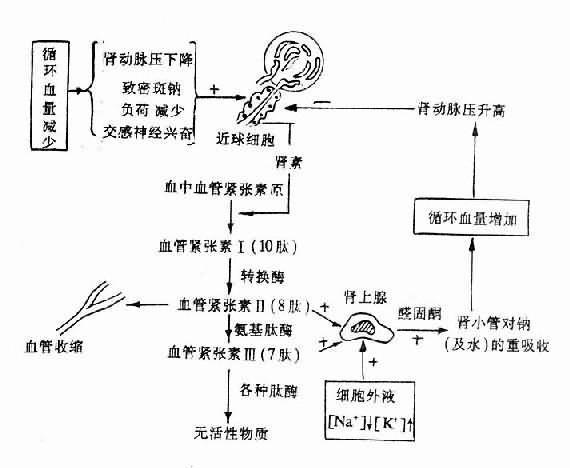 循环血量减少
肾动脉压下降
致密斑钠
负荷减少
交感神经兴奋
+
近球细胞
肾素
−
肾动脉压升高
血中血管紧张素原
循环血量增加
血管紧张素Ⅰ(10肽)
转换酶
血管紧张素Ⅱ(8肽)
+
肾上腺
醛固酮
+
肾小管对钠
(及水)的重吸收
血管收缩
氨基肽酶
血管紧张素Ⅲ(7肽)
+
+
各种肽酶
细胞外液
[Na⁺]↓[K⁺]↑
无活性物质